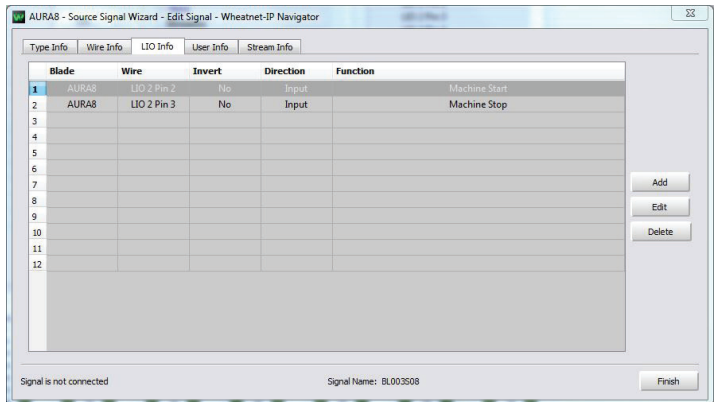 AURA8 - Source Signal Wizard - Edit Signal - Wheatnet-IP Navigator
Type Info Wire Info LIO Info User Info Stream Info
Blade Wire Invert Direction Function
1 AURA8 LIO 2 Pin 2 No Input Machine Start
2 AURA8 LIO 2 Pin 3 No Input Machine Stop
3
4
5
6
7
8
9
10
11
12
Add
Edit
Delete
Signal is not connected Signal Name: BL003S08 Finish